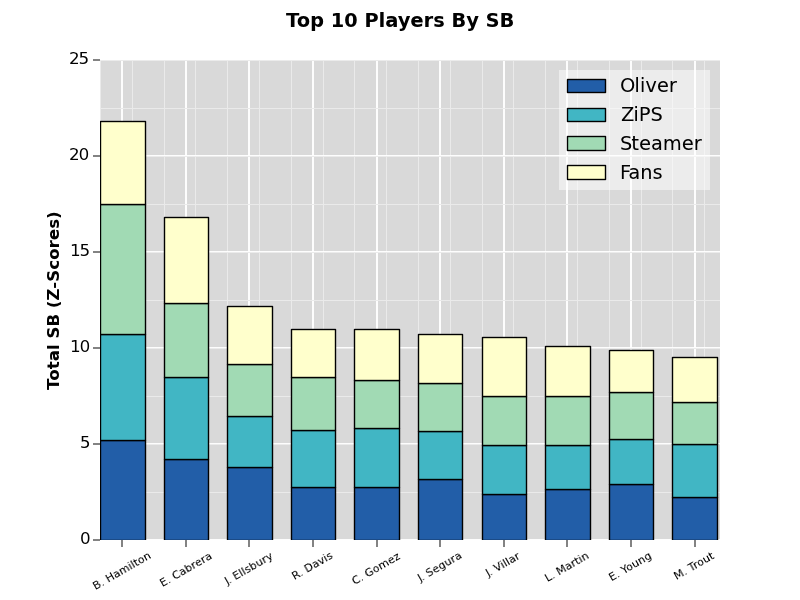 Top 10 Players By SB
Total SB (Z-Scores)
25
20
15
10
5
0
Oliver
ZiPS
Steamer
Fans
B. Hamilton
E. Cabrera
J. Ellsbury
R. Davis
C. Gomez
J. Segura
J. Villar
L. Martin
E. Young
M. Trout